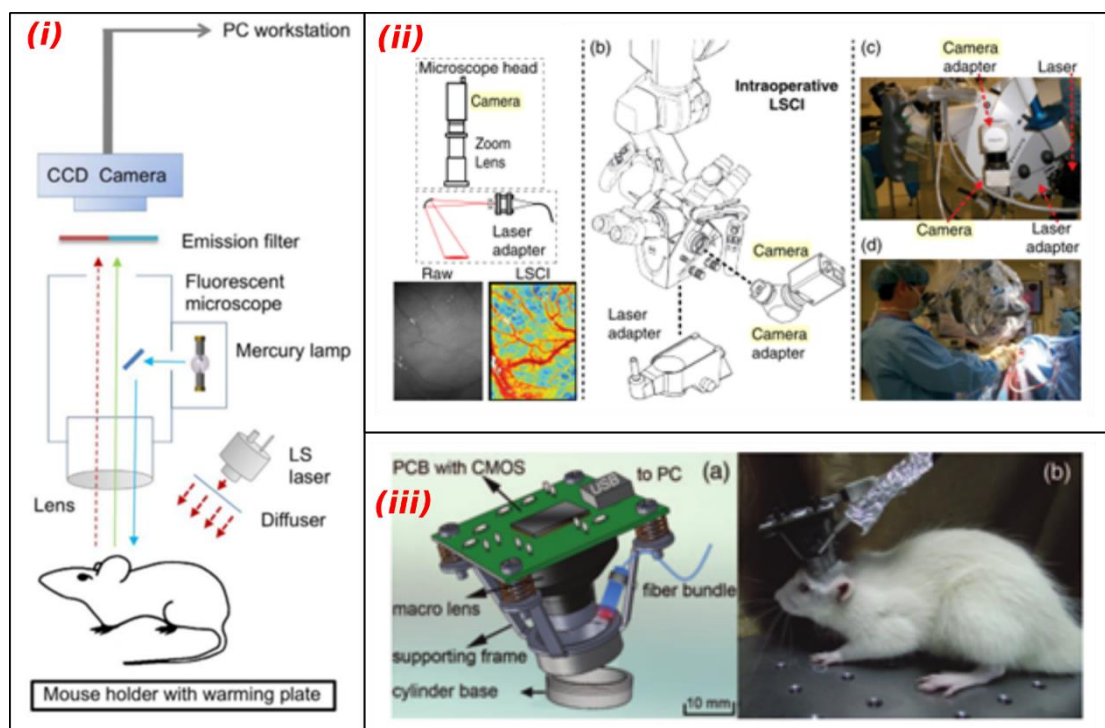 (i)
PC workstation
CCD Camera
Emission filter
Fluorescent
microscope
Mercury lamp
LS
laser
Lens
Diffuser
Mouse holder with warming plate
(ii)
Microscope head
Camera
Zoom
Lens
Laser
adapter
Raw
LSCI
(b)
Intraoperative
LSCI
Camera
Laser
adapter
Camera
adapter
(c)
Camera
adapter
Laser
Camera
Laser
adapter
(d)
(iii)
PCB with CMOS
USB
to PC
(a)
macro lens
fiber bundle
supporting frame
cylinder base
10 mm
(b)